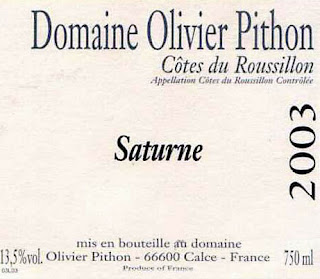 Domaine Olivier Pithon
Côtes du Roussillon
Appellation Côtes du Roussillon Contrôlée
Saturne
2003
mis en bouteille au domaine
13,5%vol. Olivier Pithon - 66600 Calce - France 750 ml
Produce of France